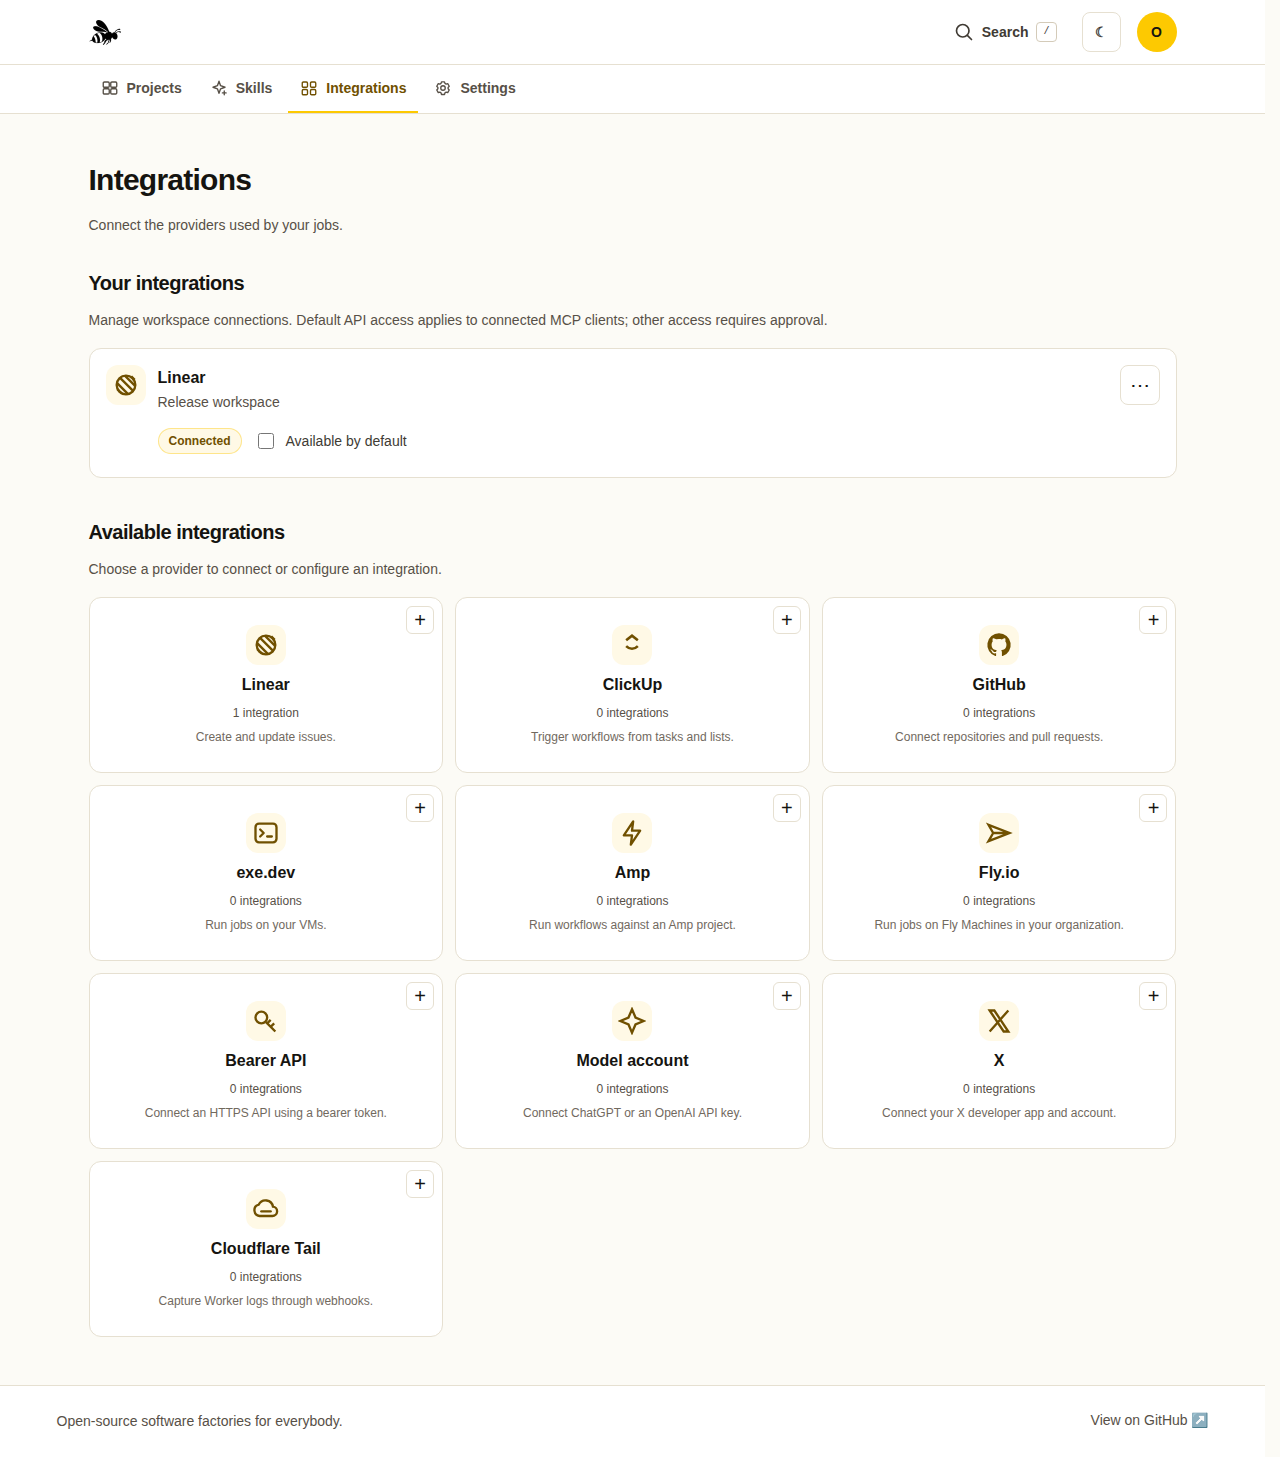 Search /
O
Projects
Skills
Integrations
Settings
Integrations
Connect the providers used by your jobs.
Your integrations
Manage workspace connections. Default API access applies to connected MCP clients; other access requires approval.
Linear
Release workspace
Connected
Available by default
Available integrations
Choose a provider to connect or configure an integration.
Linear
1 integration
Create and update issues.
ClickUp
0 integrations
Trigger workflows from tasks and lists.
GitHub
0 integrations
Connect repositories and pull requests.
exe.dev
0 integrations
Run jobs on your VMs.
Amp
0 integrations
Run workflows against an Amp project.
Fly.io
0 integrations
Run jobs on Fly Machines in your organization.
Bearer API
0 integrations
Connect an HTTPS API using a bearer token.
Model account
0 integrations
Connect ChatGPT or an OpenAI API key.
X
0 integrations
Connect your X developer app and account.
Cloudflare Tail
0 integrations
Capture Worker logs through webhooks.
Open-source software factories for everybody.
View on GitHub ↗